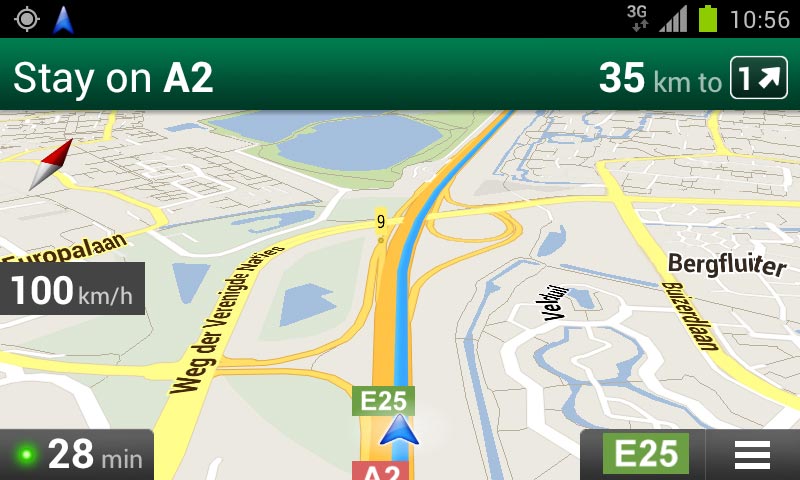 3G
10:56
Stay on A2
35 km to 1
9
Europalaan
100 km/h
Weg der Verenigde Naties
Bergfluiter
Buizerdlaan
Velduil
E25
A2
28 min
E25